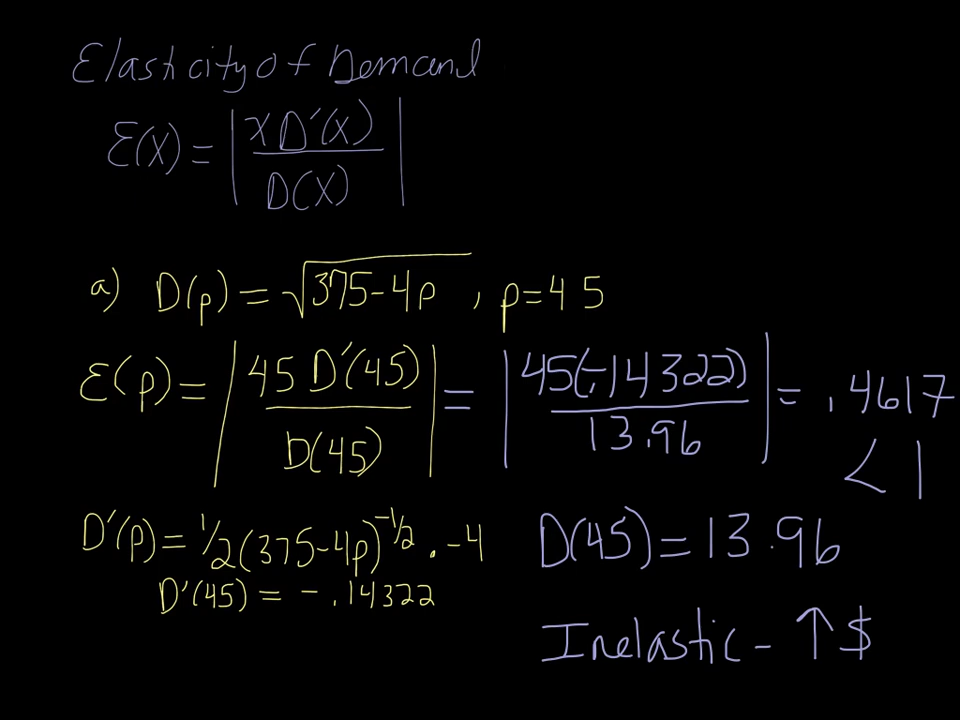 Elasticity of Demand
E(x) = | x D'(x) / D(x) |
a) D(p) = √375-4p , p=45
E(p) = | 45 D'(45) / D(45) | = | 45(-.14322) / 13.96 | = .4617
< 1
D'(p) = 1/2 (375-4p)^-1/2 · -4
D(45) = 13.96
D'(45) = -.14322
Inelastic - ↑ $